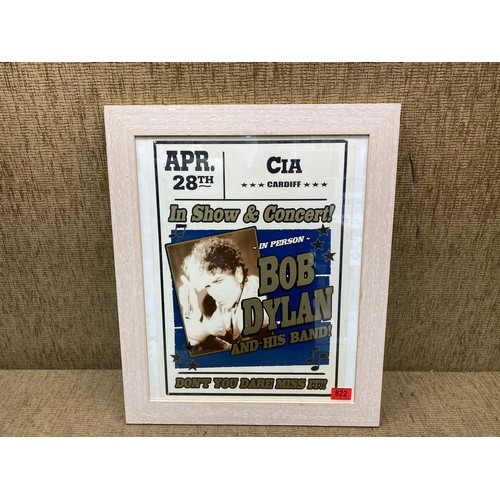 APR.
28TH
CIA
CARDIFF
In Show & Concert!
- IN PERSON -
BOB
DYLAN
AND HIS BAND!
DON'T YOU DARE MISS IT!!
822